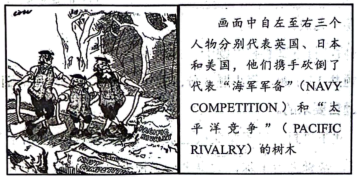 画面中自左至右三个
人物分别代表英国、日本
和美国，他们携手砍倒了
代表“海军军备”（NAVY
COMPETITION）和“太
平洋竞争”（PACIFIC
RIVALRY）的树木